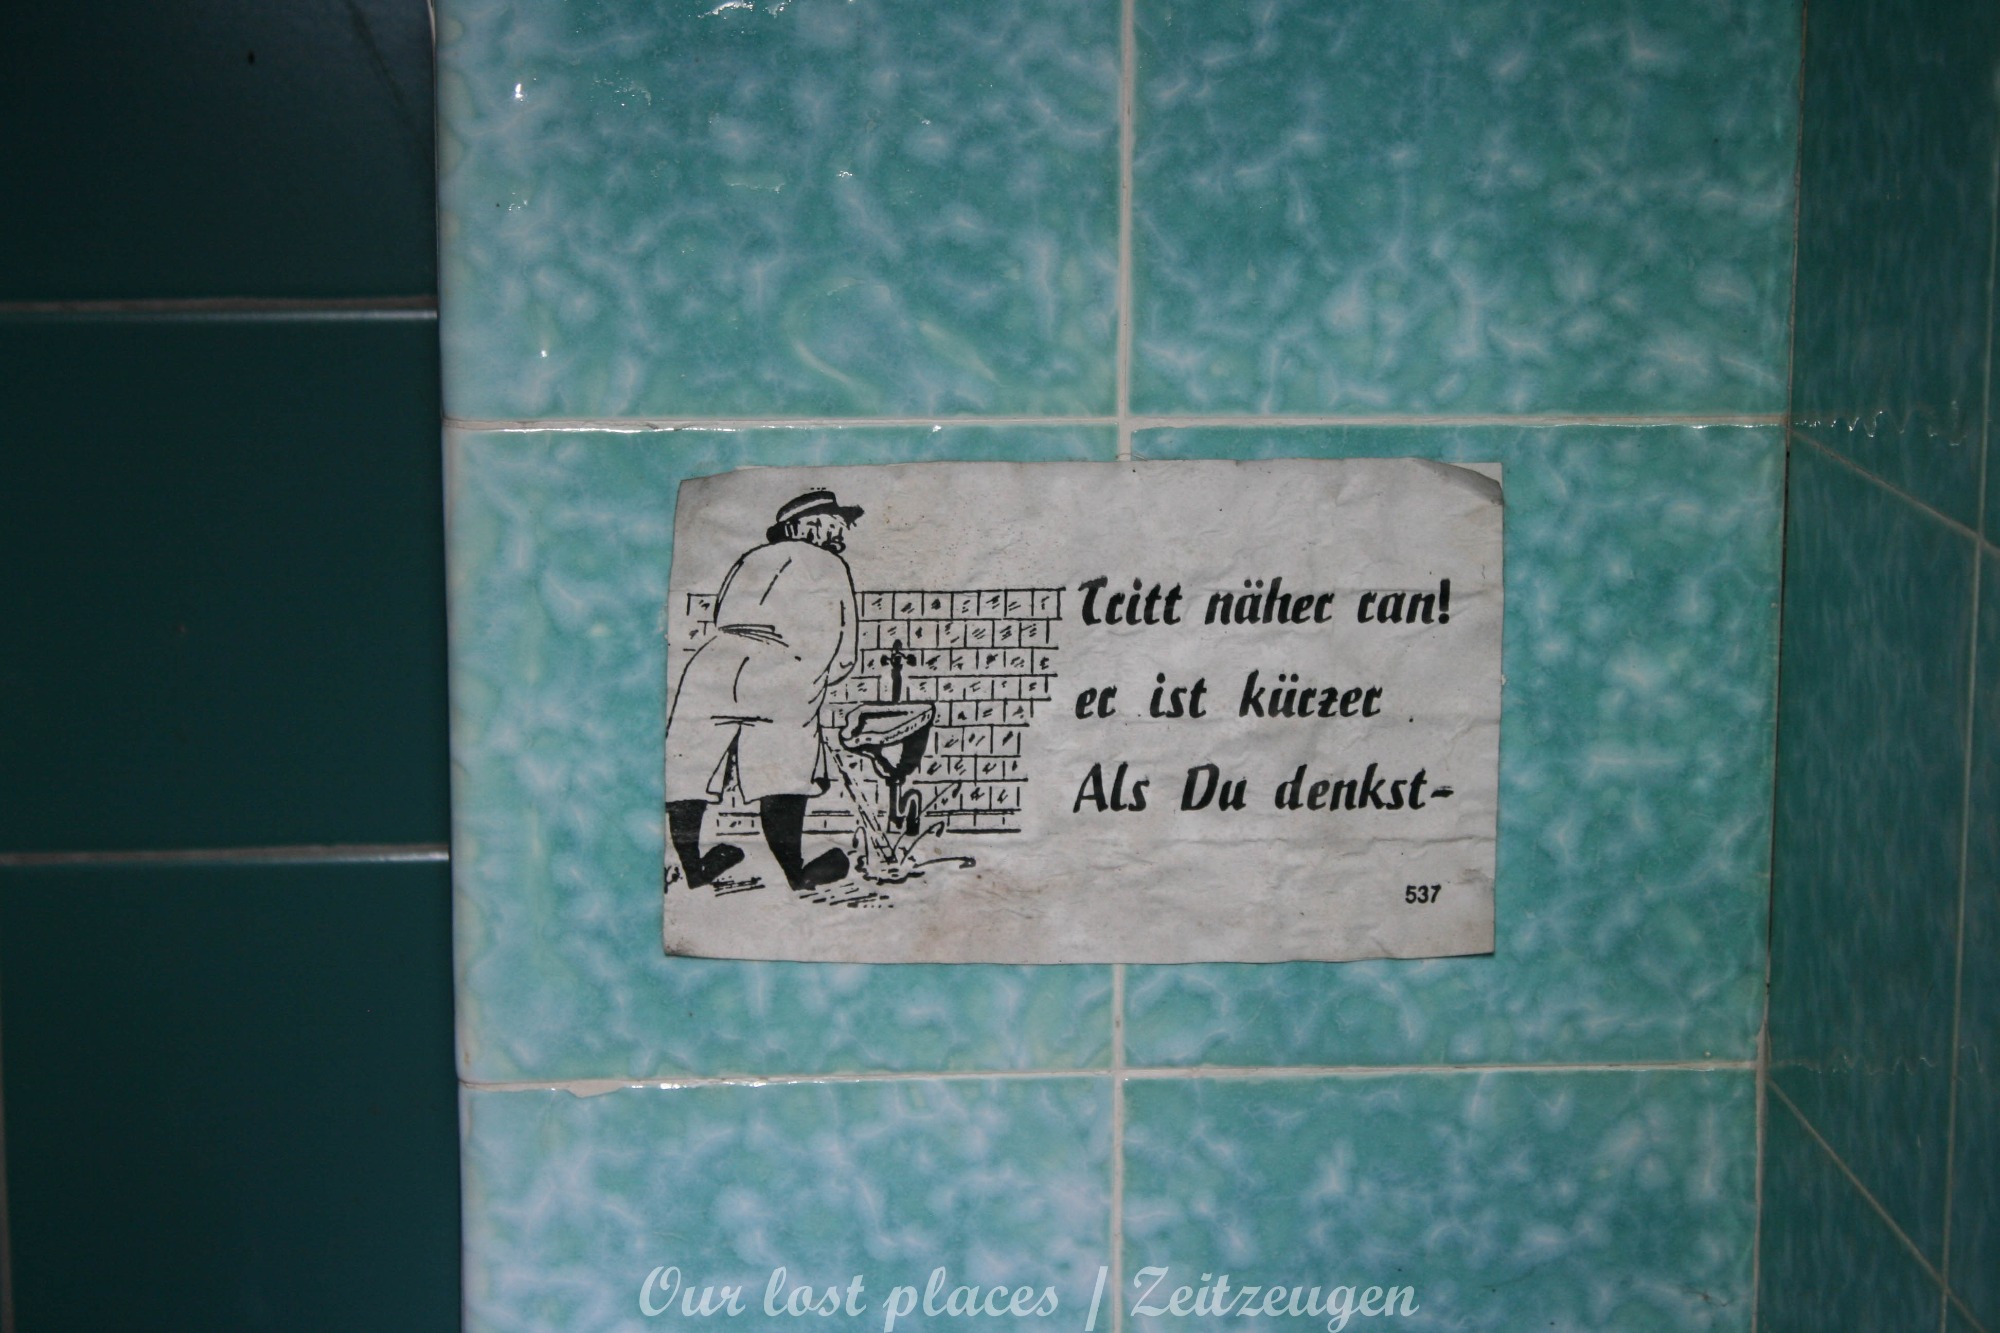 Tritt näher ran!
er ist kürzer
Als Du denkst-
537
Our lost places / Zeitzeugen